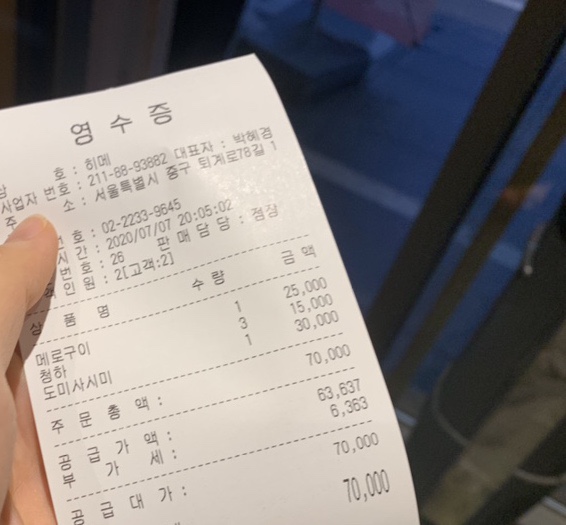 영 수 증
호 : 히메
사업자 번호 : 211-88-93882 대표자 : 박혜경
주 소 : 서울특별시 중구 퇴계로78길 1
호 : 02-2233-9645
시 간 : 2020/07/07 20:05:02
번 호 : 26 판 매 담 당 : 점장
인 원 : 2[고객:2]
상 품 명 수 량 금 액
메로구이 1 25,000
청하 3 15,000
도미사시미 1 30,000
주 문 총 액 : 70,000
공 급 가 액 : 63,637
부 가 세 : 6,363
공 급 대 가 : 70,000
70,000